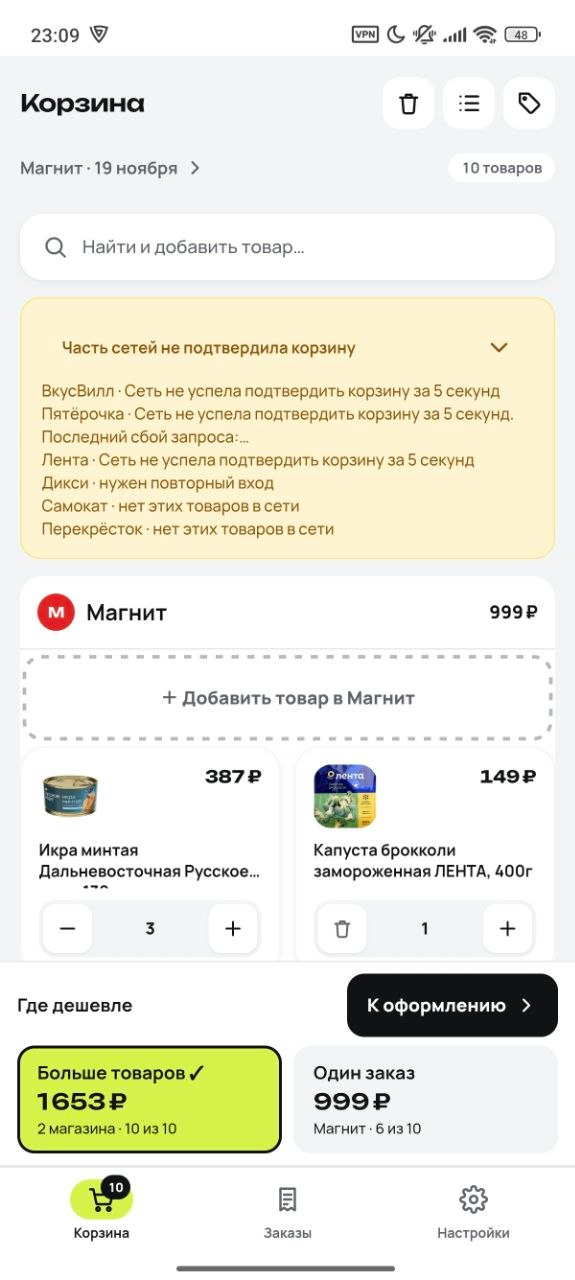 23:09
VPN
48
Корзина
Магнит · 19 ноября
10 товаров
Найти и добавить товар...
Часть сетей не подтвердила корзину
ВкусВилл · Сеть не успела подтвердить корзину за 5 секунд
Пятёрочка · Сеть не успела подтвердить корзину за 5 секунд.
Последний сбой запроса:...
Лента · Сеть не успела подтвердить корзину за 5 секунд
Дикси · нужен повторный вход
Самокат · нет этих товаров в сети
Перекрёсток · нет этих товаров в сети
М Магнит
999 ₽
+ Добавить товар в Магнит
387 ₽
Икра минтая
Дальневосточная Русское...
3
лента
149 ₽
Капуста брокколи
замороженная ЛЕНТА, 400г
1
Где дешевле
К оформлению
Больше товаров ✓
1653 ₽
2 магазина · 10 из 10
Один заказ
999 ₽
Магнит · 6 из 10
10
Корзина
Заказы
Настройки